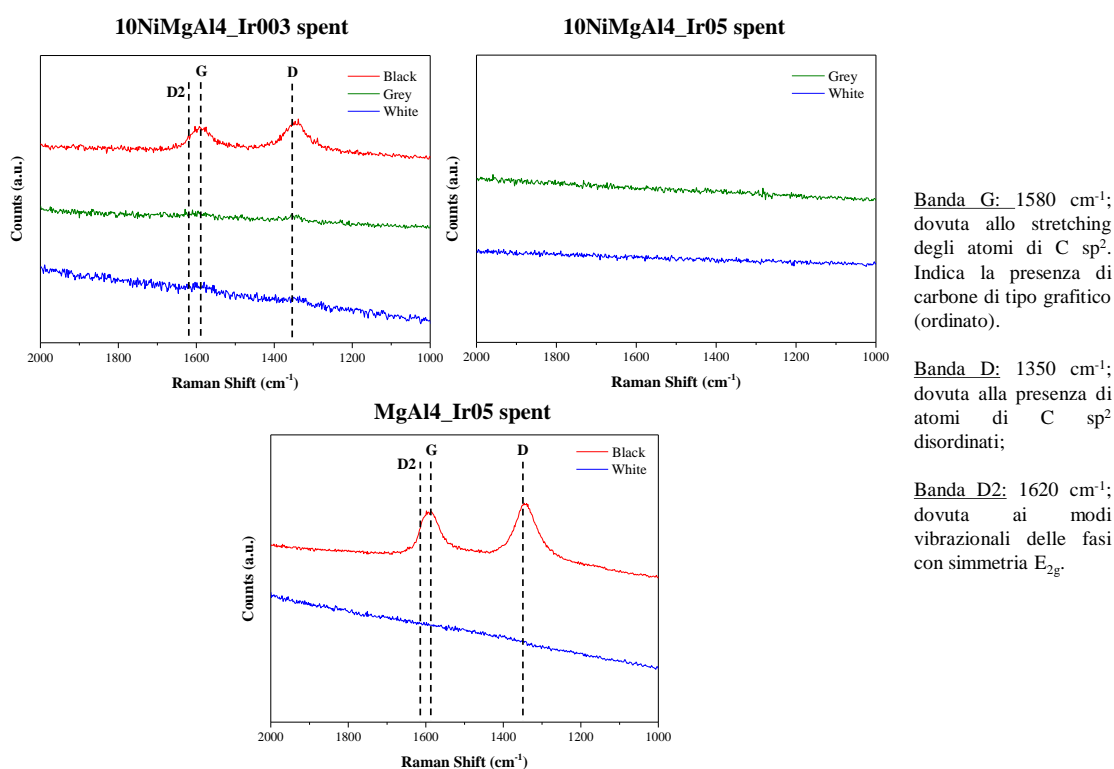 10NiMgAl4_Ir003 spent
G
D
D2
Black
Grey
White
Counts (a.u.)
2000 1800 1600 1400 1200 1000
Raman Shift (cm-1)
10NiMgAl4_Ir05 spent
Grey
White
Counts (a.u.)
2000 1800 1600 1400 1200 1000
Raman Shift (cm-1)
MgAl4_Ir05 spent
G
D
D2
Black
White
Counts (a.u.)
2000 1800 1600 1400 1200 1000
Raman Shift (cm-1)
Banda G: 1580 cm-1;
dovuta allo stretching
degli atomi di C sp2.
Indica la presenza di
carbone di tipo grafitico
(ordinato).
Banda D: 1350 cm-1;
dovuta alla presenza di
atomi di C sp2
disordinati;
Banda D2: 1620 cm-1;
dovuta ai modi
vibrazionali delle fasi
con simmetria E2g.